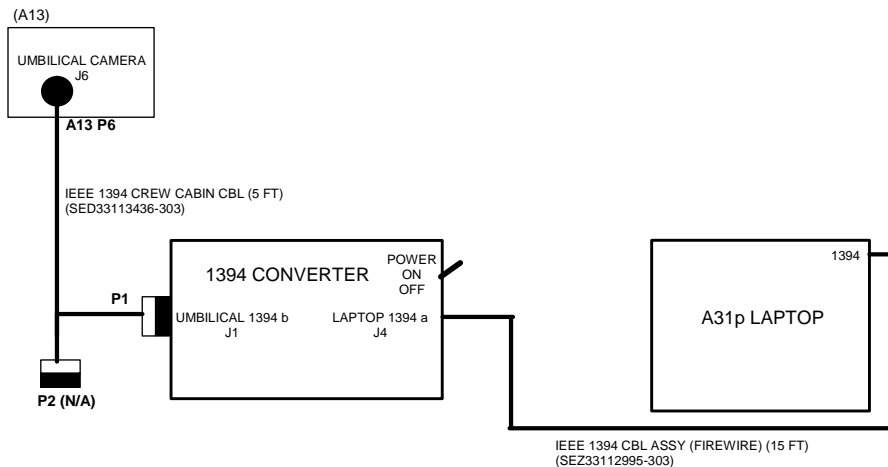 (A13)
UMBILICAL CAMERA
J6
A13 P6
IEEE 1394 CREW CABIN CBL (5 FT)
(SED33113436-303)
P1
P2 (N/A)
1394 CONVERTER
POWER
ON
OFF
UMBILICAL 1394 b
J1
LAPTOP 1394 a
J4
1394
A31p LAPTOP
IEEE 1394 CBL ASSY (FIREWIRE) (15 FT)
(SEZ33112995-303)